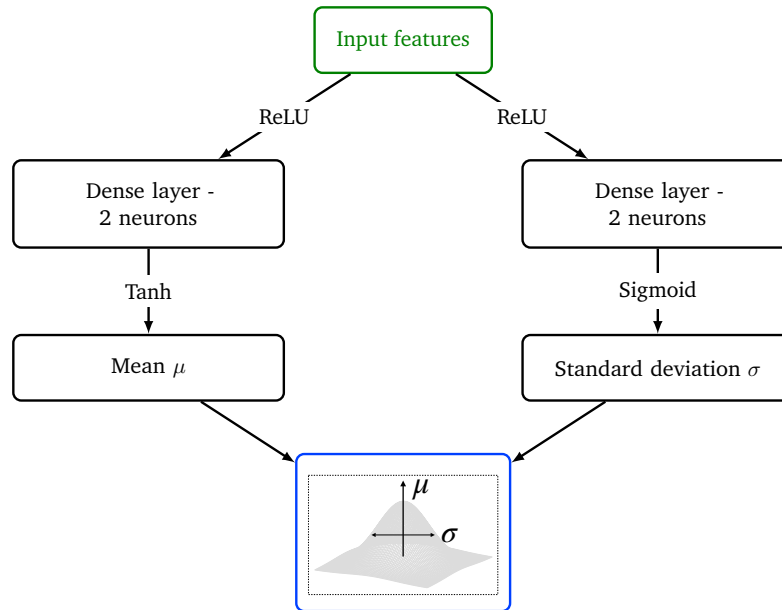 Input features
ReLU
ReLU
Dense layer -
2 neurons
Dense layer -
2 neurons
Tanh
Sigmoid
Mean μ
Standard deviation σ
μ
σ